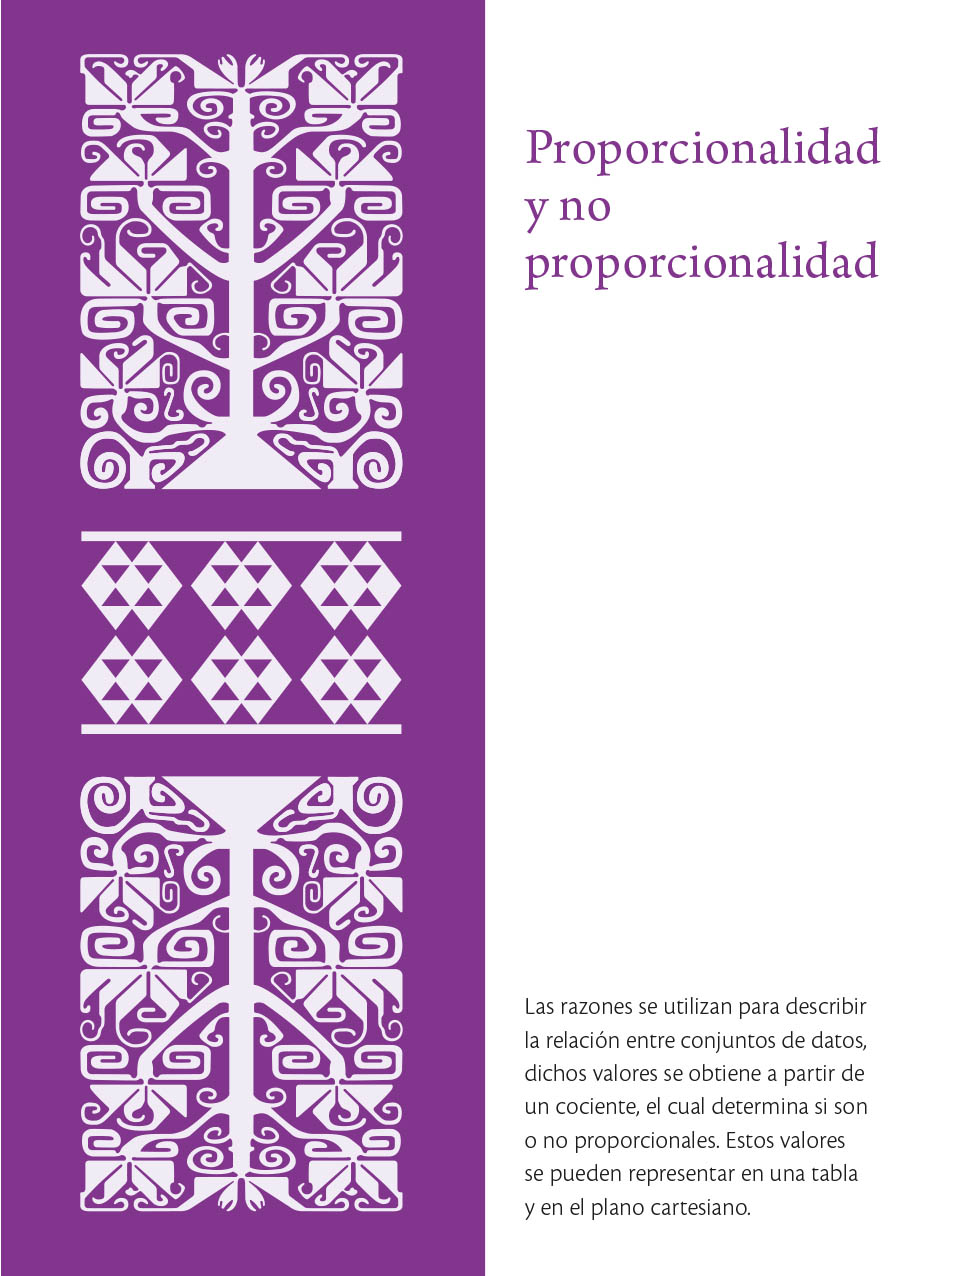 Proporcionalidad
y no
proporcionalidad
Las razones se utilizan para describir
la relación entre conjuntos de datos,
dichos valores se obtiene a partir de
un cociente, el cual determina si son
o no proporcionales. Estos valores
se pueden representar en una tabla
y en el plano cartesiano.